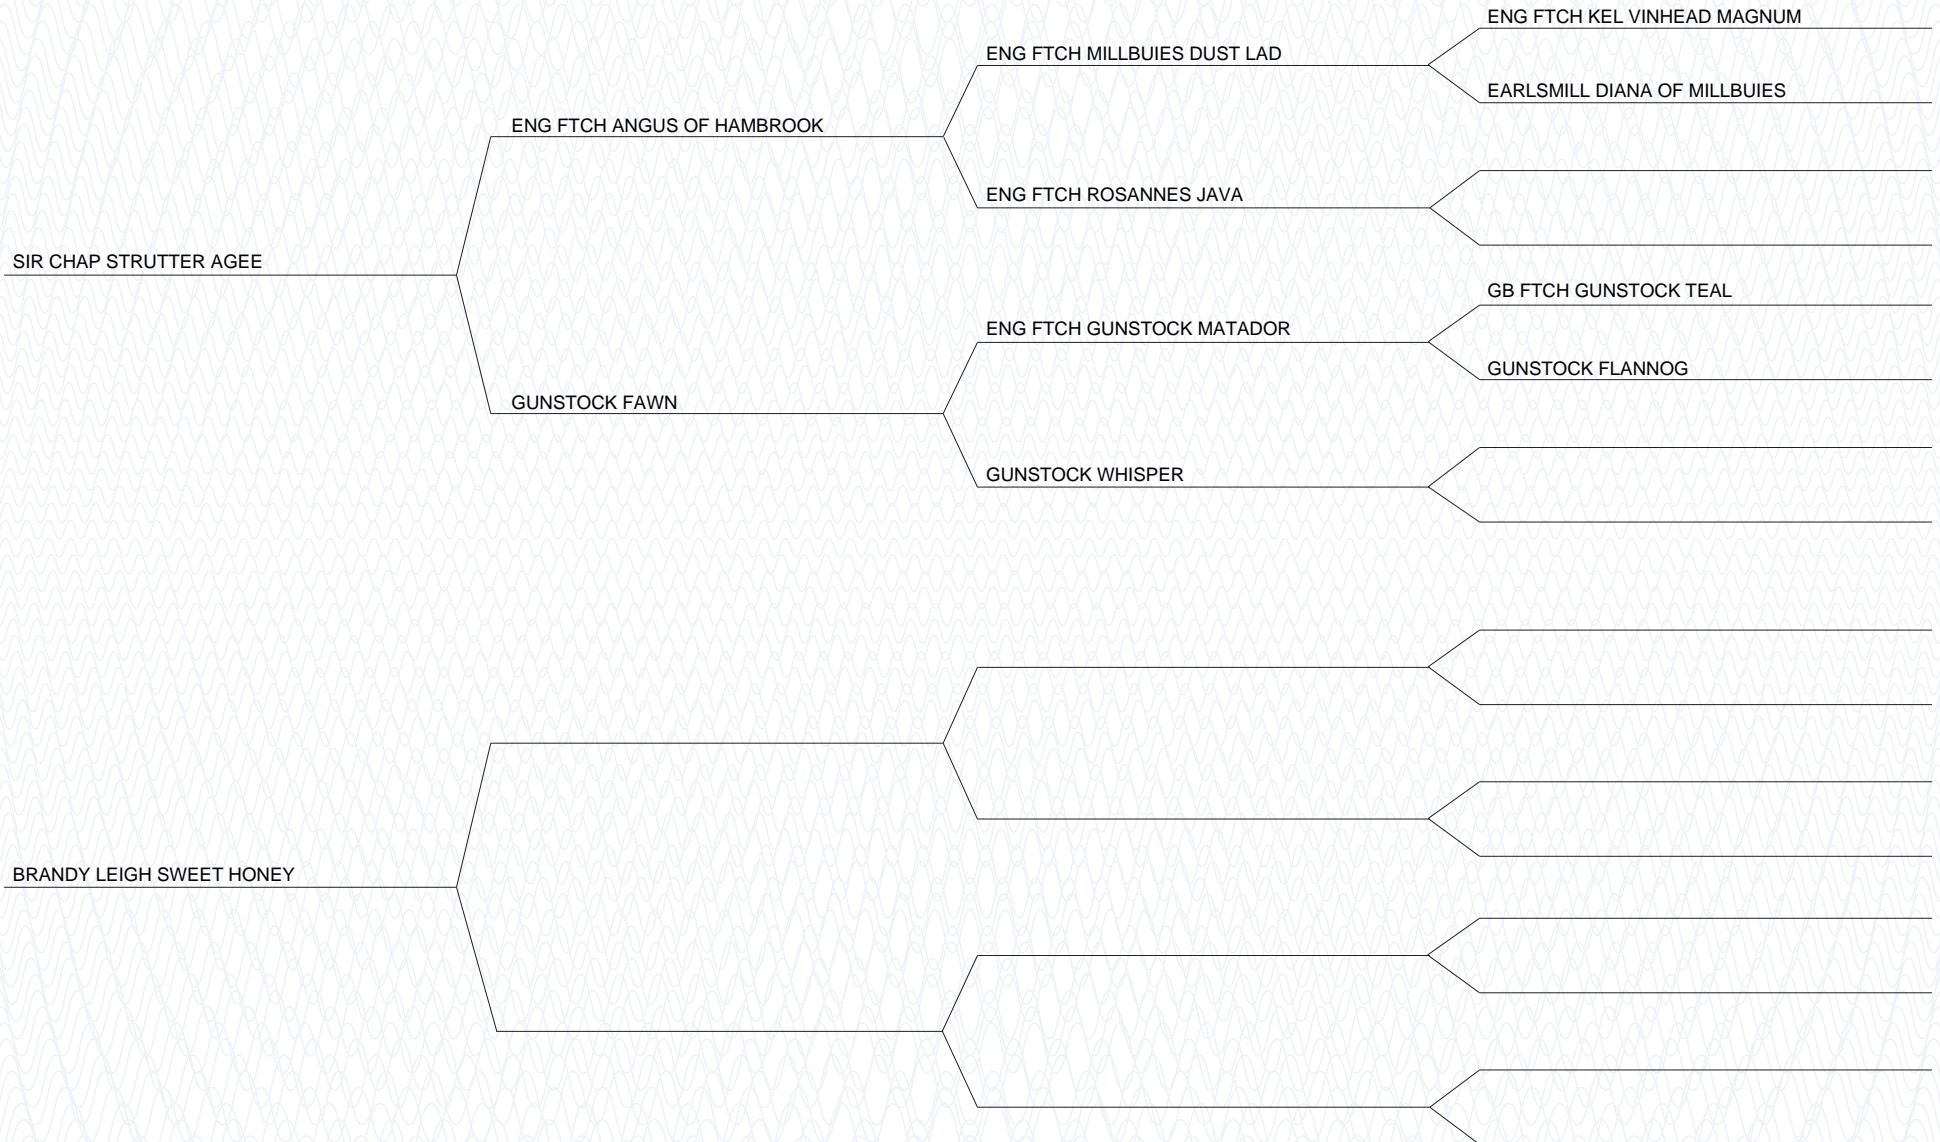 ENG FTCH KEL VINHEAD MAGNUM
ENG FTCH MILLBUIES DUST LAD
EARLSMILL DIANA OF MILLBUIES
ENG FTCH ANGUS OF HAMBROOK
ENG FTCH ROSANNES JAVA
SIR CHAP STRUTTER AGEE
GB FTCH GUNSTOCK TEAL
ENG FTCH GUNSTOCK MATADOR
GUNSTOCK FLANNOG
GUNSTOCK FAWN
GUNSTOCK WHISPER
BRANDY LEIGH SWEET HONEY